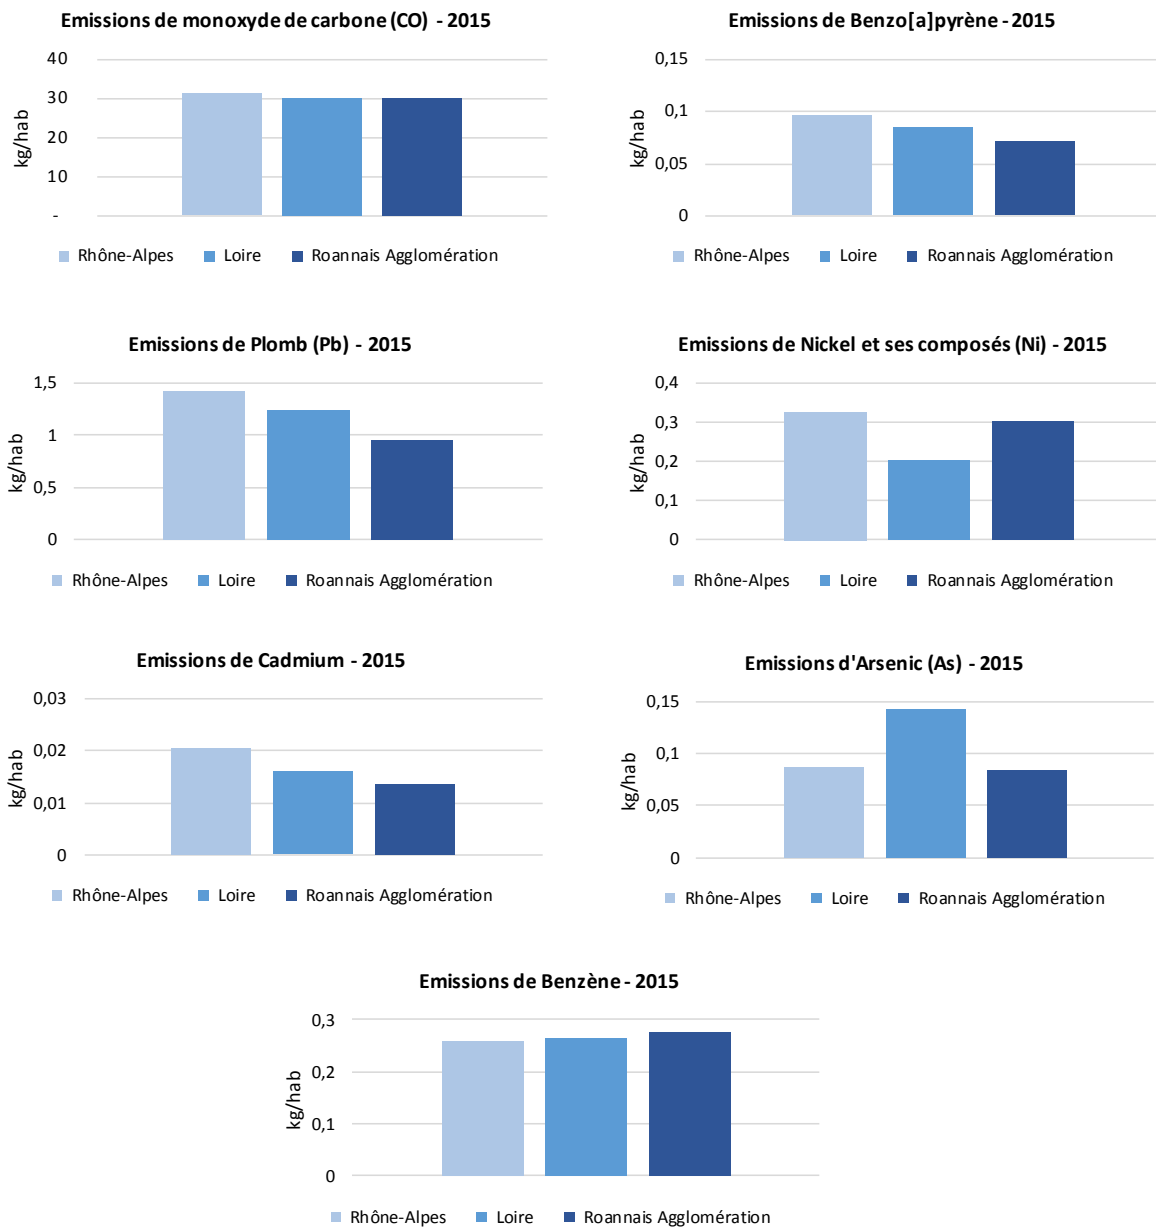 Emissions de monoxyde de carbone (CO) - 2015
kg/hab
40
30
20
10
-
Rhône-Alpes Loire Roannais Agglomération
Emissions de Benzo[a]pyrène - 2015
kg/hab
0,15
0,1
0,05
0
Rhône-Alpes Loire Roannais Agglomération
Emissions de Plomb (Pb) - 2015
kg/hab
1,5
1
0,5
0
Rhône-Alpes Loire Roannais Agglomération
Emissions de Nickel et ses composés (Ni) - 2015
kg/hab
0,4
0,3
0,2
0,1
0
Rhône-Alpes Loire Roannais Agglomération
Emissions de Cadmium - 2015
kg/hab
0,03
0,02
0,01
0
Rhône-Alpes Loire Roannais Agglomération
Emissions d'Arsenic (As) - 2015
kg/hab
0,15
0,1
0,05
0
Rhône-Alpes Loire Roannais Agglomération
Emissions de Benzène - 2015
kg/hab
0,3
0,2
0,1
0
Rhône-Alpes Loire Roannais Agglomération